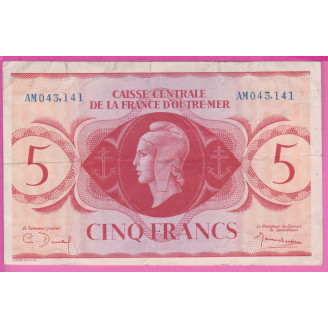 AM043,141 AM043,141
CAISSE CENTRALE
DE LA FRANCE D'OUTRE-MER
5 5
CINQ FRANCS